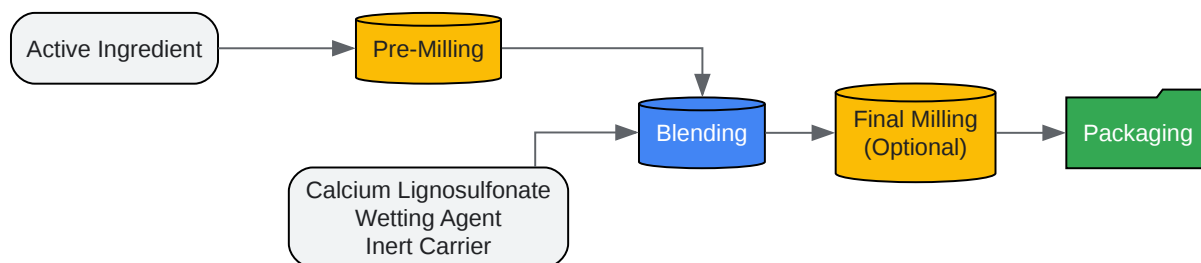 Active Ingredient
Pre-Milling
Calcium Lignosulfonate
Wetting Agent
Inert Carrier
Blending
Final Milling
(Optional)
Packaging